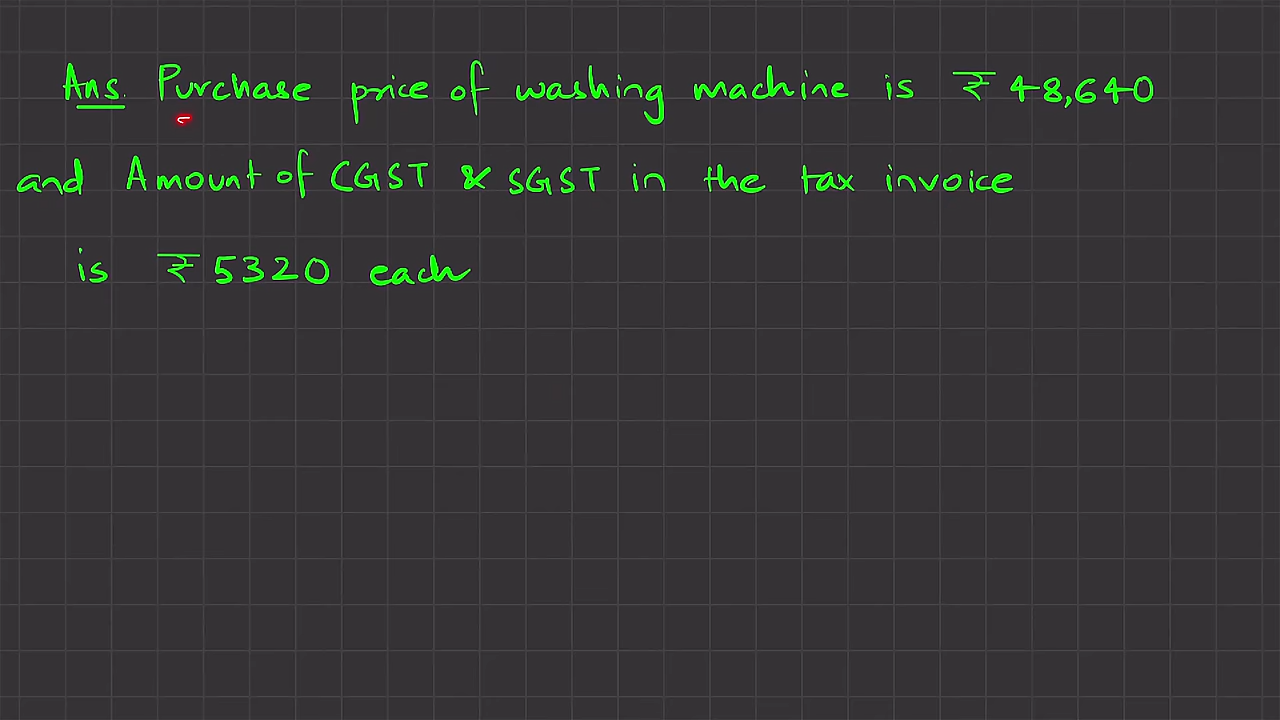 Ans. Purchase price of washing machine is ₹ 48,640
and Amount of CGST & SGST in the tax invoice
is ₹ 5320 each